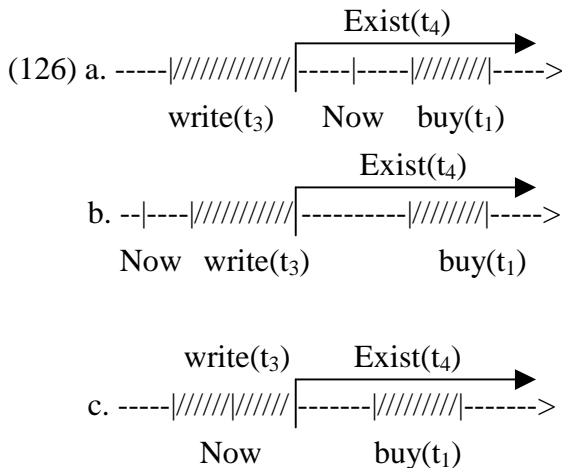 Exist(t₄)
(126) a. -----|/////////////|-----|-----|////////|------>
write(t₃) Now buy(t₁)
Exist(t₄)
b. --|----|///////////|----------|////////|------>
Now write(t₃) buy(t₁)
write(t₃) Exist(t₄)
c. -----|//////|//////|-------|/////////|-------->
Now buy(t₁)